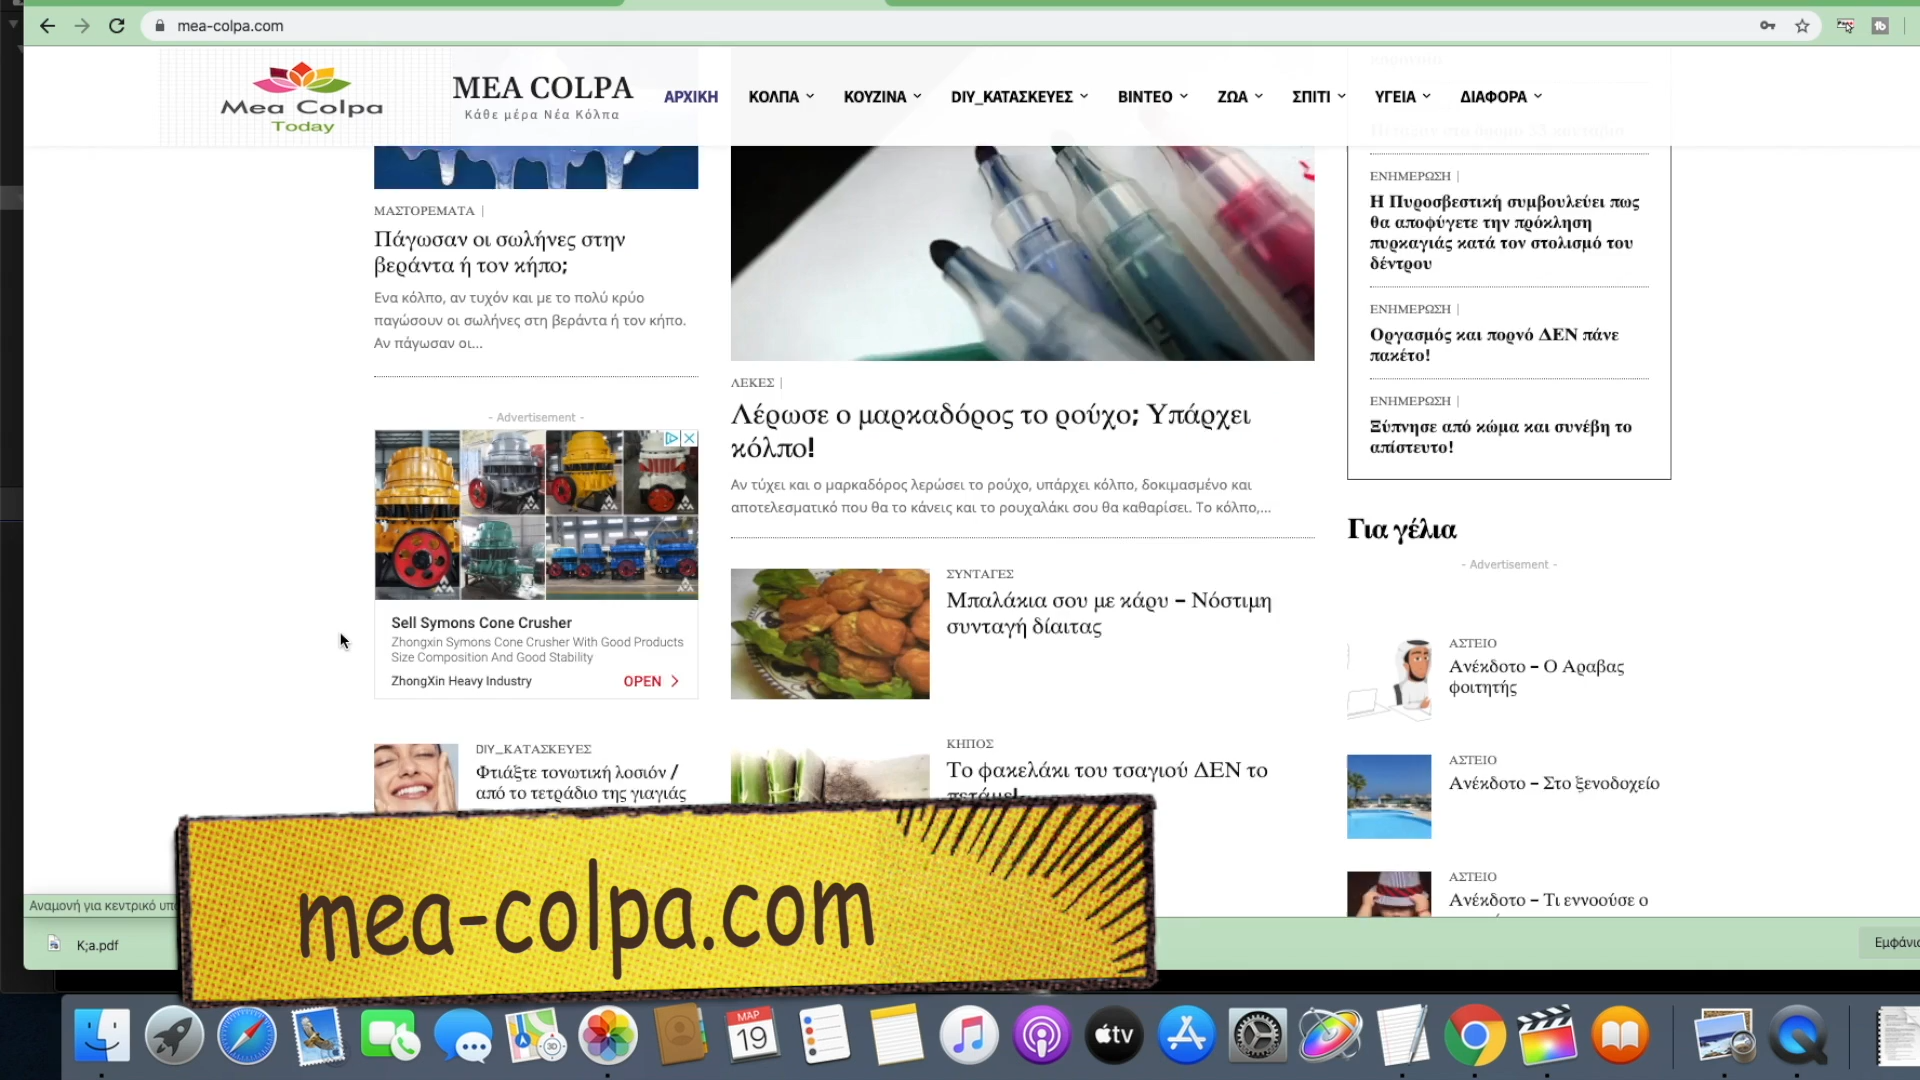 mea-colpa.com
Mea Colpa
Today
MEA COLPA
Κάθε μέρα Νέα Κόλπα
ΑΡΧΙΚΗ
ΚΟΛΠΑ
ΚΟΥΖΙΝΑ
DIY_ΚΑΤΑΣΚΕΥΕΣ
ΒΙΝΤΕΟ
ΖΩΑ
ΣΠΙΤΙ
ΥΓΕΙΑ
ΔΙΑΦΟΡΑ
ΜΑΣΤΟΡΕΜΑΤΑ |
Πάγωσαν οι σωλήνες στην
βεράντα ή τον κήπο;
Ενα κόλπο, αν τυχόν και με το πολύ κρύο
παγώσουν οι σωλήνες στη βεράντα ή τον κήπο.
Αν πάγωσαν οι...
- Advertisement -
Sell Symons Cone Crusher
Zhongxin Symons Cone Crusher With Good Products
Size Composition And Good Stability
ZhongXin Heavy Industry
OPEN
DIY_ΚΑΤΑΣΚΕΥΕΣ
Φτιάξτε τονωτική λοσιόν /
από το τετράδιο της γιαγιάς
ΛΕΚΕΣ |
Λέρωσε ο μαρκαδόρος το ρούχο; Υπάρχει
κόλπο!
Αν τύχει και ο μαρκαδόρος λερώσει το ρούχο, υπάρχει κόλπο, δοκιμασμένο και
αποτελεσματικό που θα το κάνεις και το ρουχαλάκι σου θα καθαρίσει. Το κόλπο,...
ΣΥΝΤΑΓΕΣ
Μπαλάκια σου με κάρυ – Νόστιμη
συνταγή δίαιτας
ΚΗΠΟΣ
Το φακελάκι του τσαγιού ΔΕΝ το
πετάμε!
ΕΝΗΜΕΡΩΣΗ |
Η Πυροσβεστική συμβουλεύει πως
θα αποφύγετε την πρόκληση
πυρκαγιάς κατά τον στολισμό του
δέντρου
ΕΝΗΜΕΡΩΣΗ |
Οργασμός και πορνό ΔΕΝ πάνε
πακέτο!
ΕΝΗΜΕΡΩΣΗ |
Ξύπνησε από κώμα και συνέβη το
απίστευτο!
Για γέλια
- Advertisement -
ΑΣΤΕΙΟ
Ανέκδοτο – Ο Αραβας
φοιτητής
ΑΣΤΕΙΟ
Ανέκδοτο – Στο ξενοδοχείο
ΑΣΤΕΙΟ
Ανέκδοτο – Τι εννοούσε ο
Αναμονή για κεντρικό
K;a.pdf
mea-colpa.com
ΜΑΡ
19
3D
tv